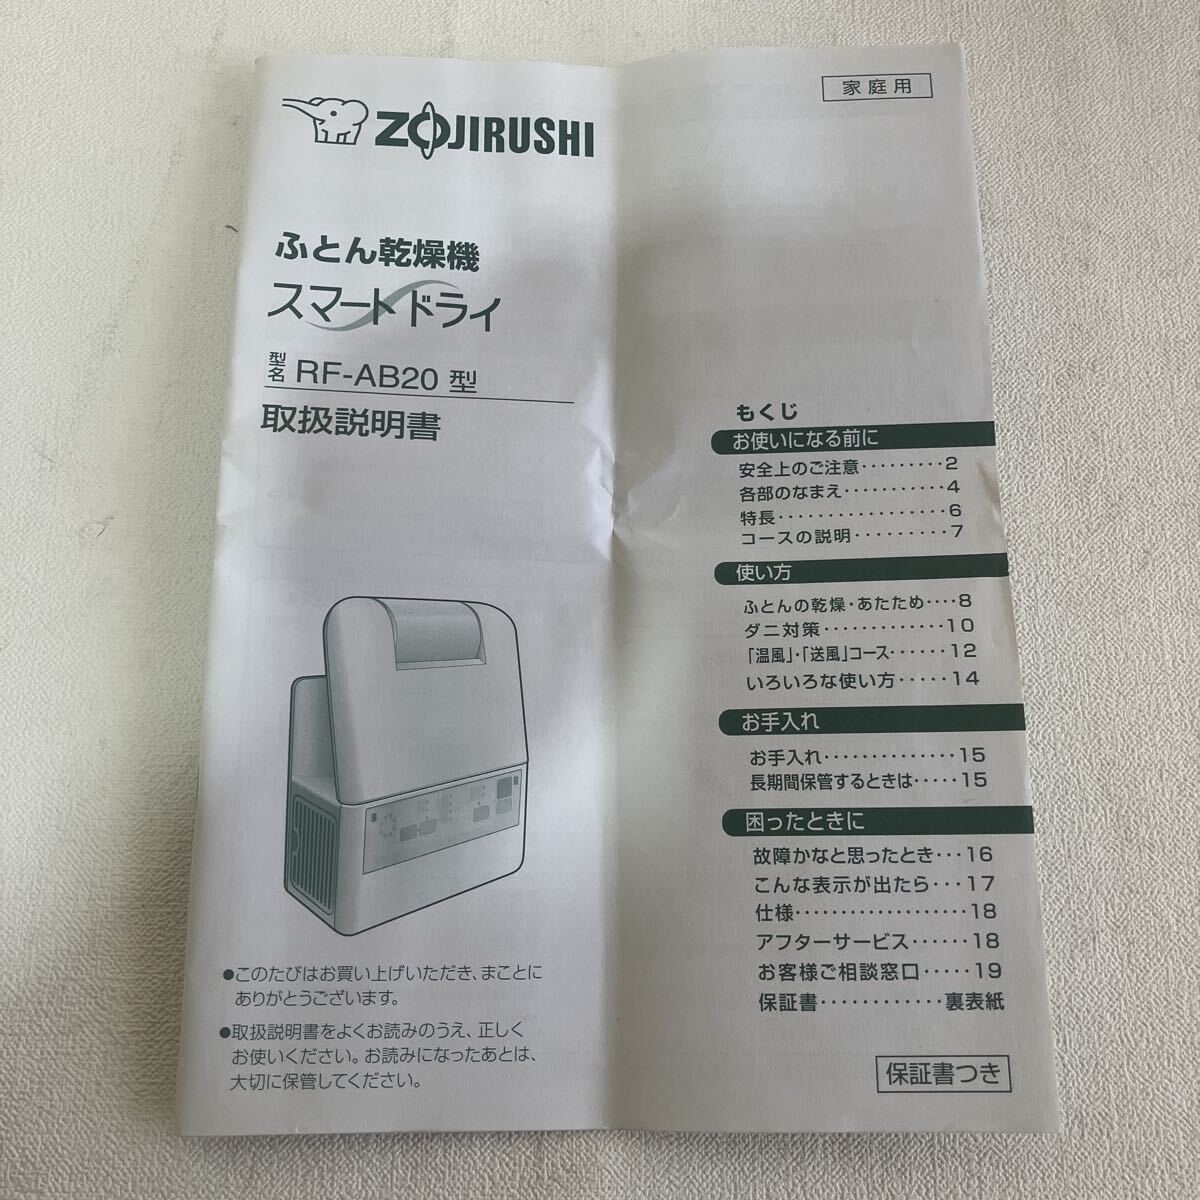 ZOJIRUSHI
家庭用
ふとん乾燥機
スマートドライ
型名 RF-AB20 型
取扱説明書
●このたびはお買い上げいただき、まことに
ありがとうございます。
●取扱説明書をよくお読みのうえ、正しく
お使いください。お読みになったあとは、
大切に保管してください。
もくじ
お使いになる前に
安全上のご注意・・・・・・・・・2
各部のなまえ・・・・・・・・・・・4
特長・・・・・・・・・・・・・・・・・6
コースの説明・・・・・・・・・7
使い方
ふとんの乾燥・あたため・・・・8
ダニ対策・・・・・・・・・・・・・10
「温風」・「送風」コース・・・・・・12
いろいろな使い方・・・・・14
お手入れ
お手入れ・・・・・・・・・・・・・・15
長期間保管するときは・・・・・15
困ったときに
故障かなと思ったとき・・・16
こんな表示が出たら・・・17
仕様・・・・・・・・・・・・・・・・・・・18
アフターサービス・・・・・・18
お客様ご相談窓口・・・・・19
保証書・・・・・・・・・・・・裏表紙
保証書つき